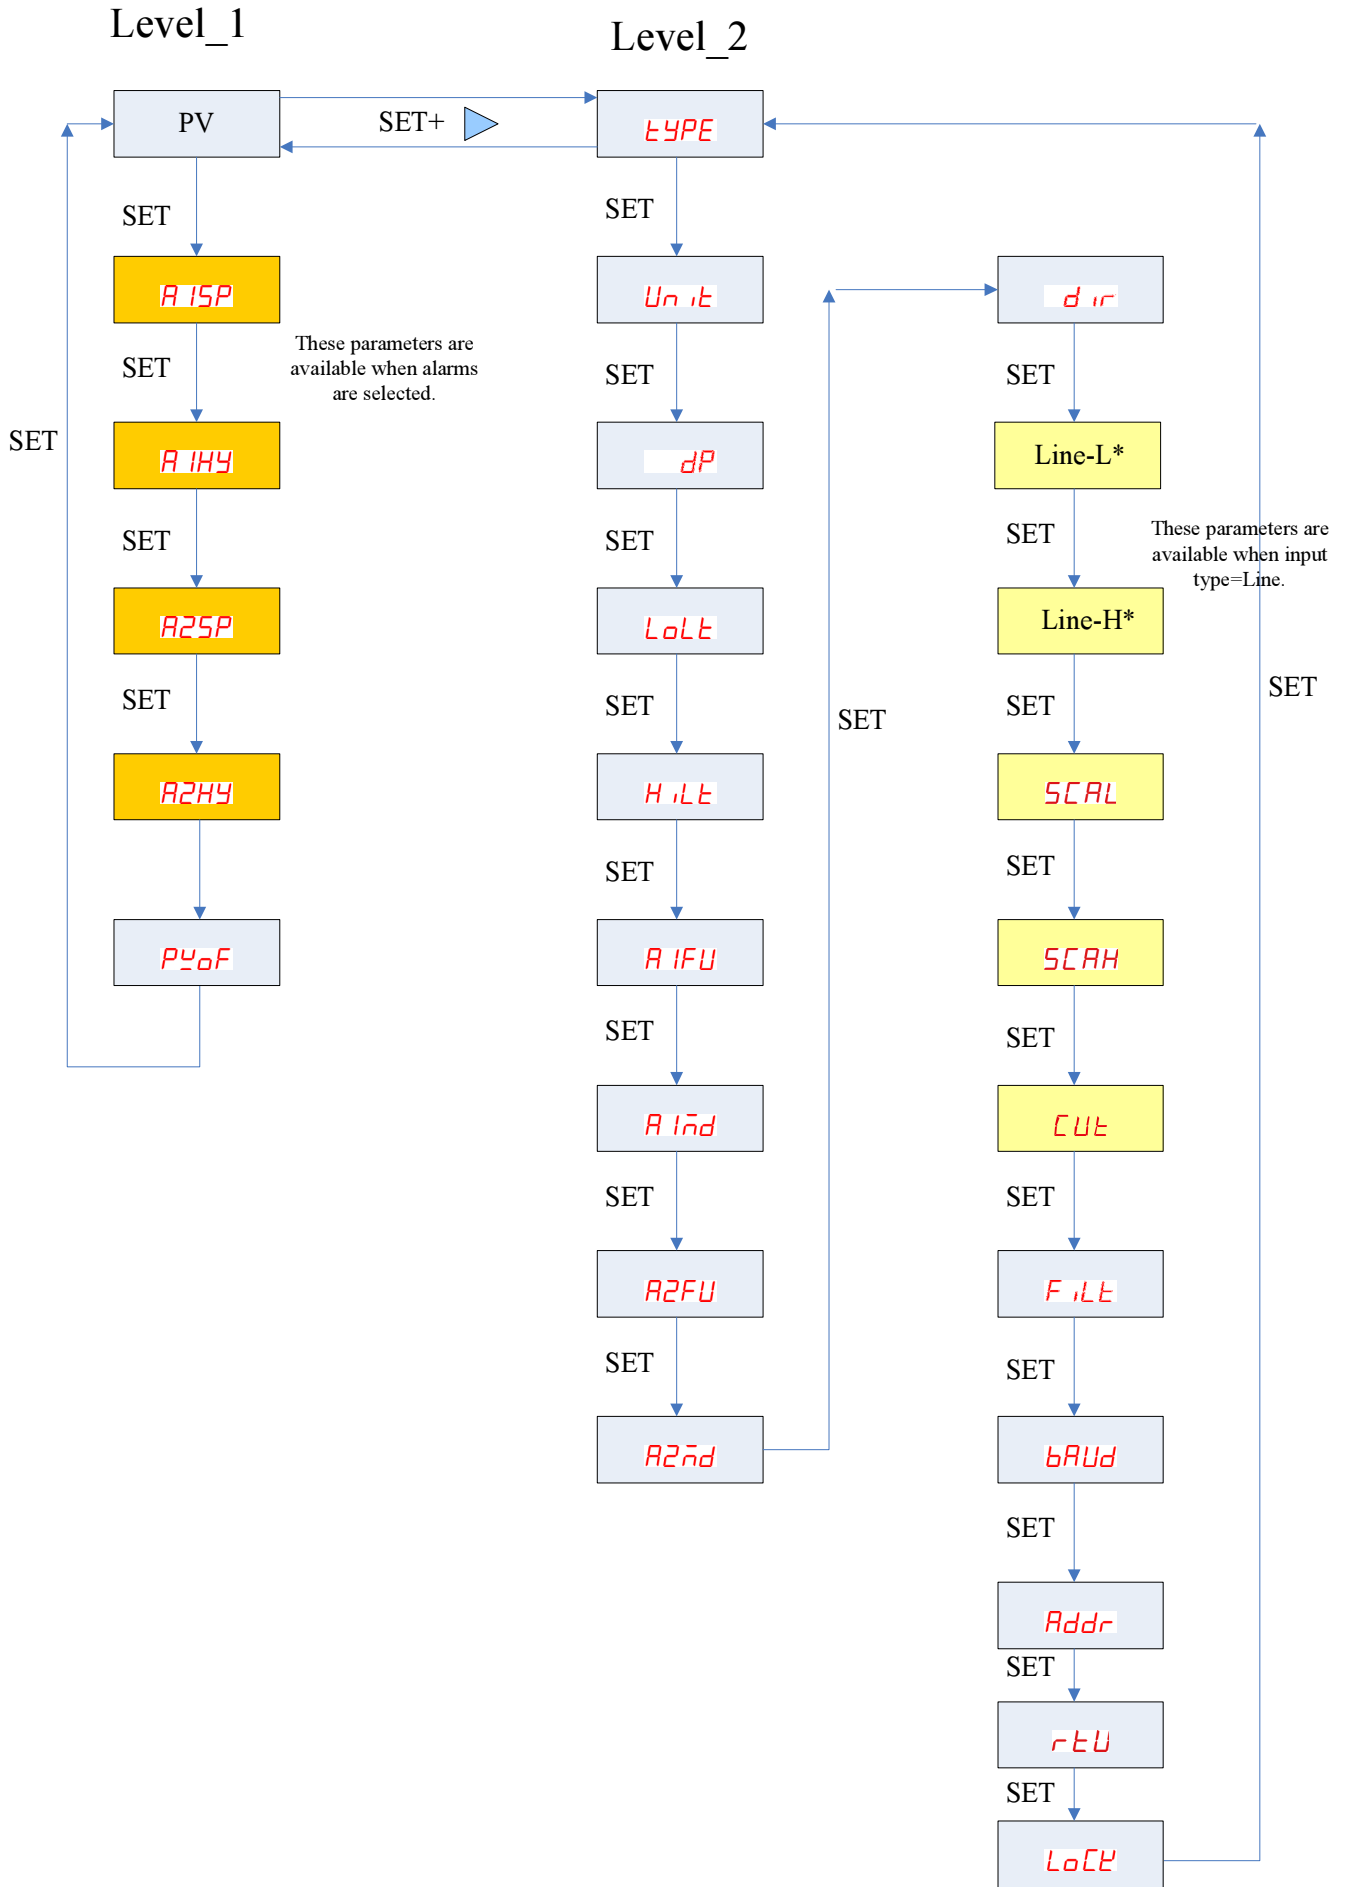 Level_1
Level_2
PV
SET+
tYPE
SET
SET
A1SP
Unit
dir
These parameters are
available when alarms
are selected.
SET
SET
SET
SET
A1HY
dP
Line-L*
SET
SET
SET
These parameters are
available when input
type=Line.
A2SP
LoLt
Line-H*
SET
SET
SET
SET
SET
A2HY
HiLt
SCAL
SET
SET
PVoF
A1FU
SCAH
SET
SET
A1md
CUt
SET
SET
A2FU
FiLt
SET
SET
A2md
bAUd
SET
Addr
SET
rtU
SET
LoCK